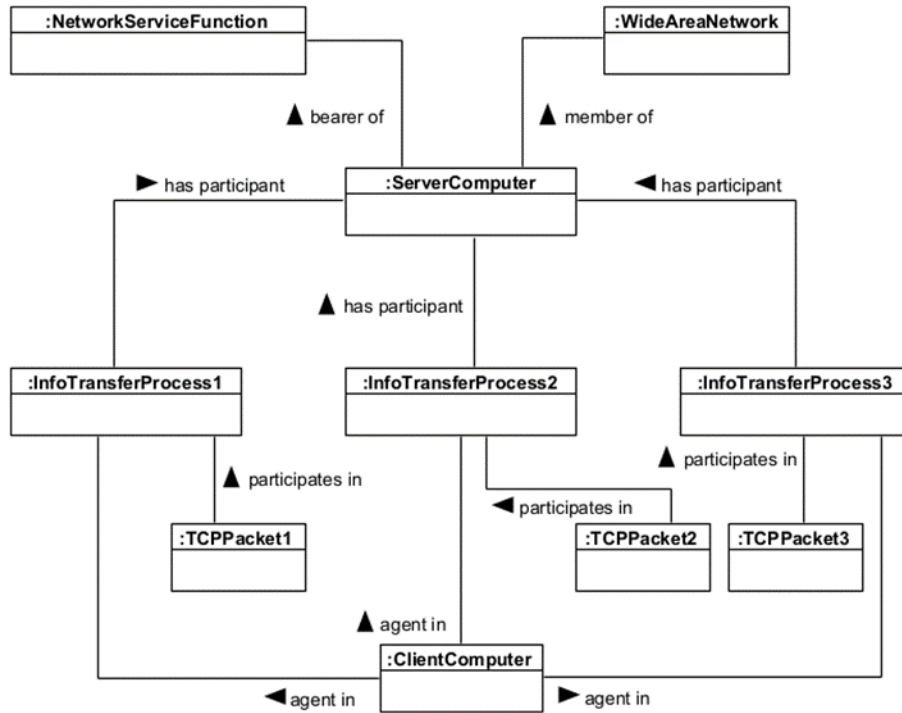 :NetworkServiceFunction
:WideAreaNetwork
bearer of
member of
has participant
:ServerComputer
has participant
has participant
:InfoTransferProcess1
:InfoTransferProcess2
:InfoTransferProcess3
participates in
participates in
participates in
:TCPPacket1
:TCPPacket2
:TCPPacket3
agent in
:ClientComputer
agent in
agent in